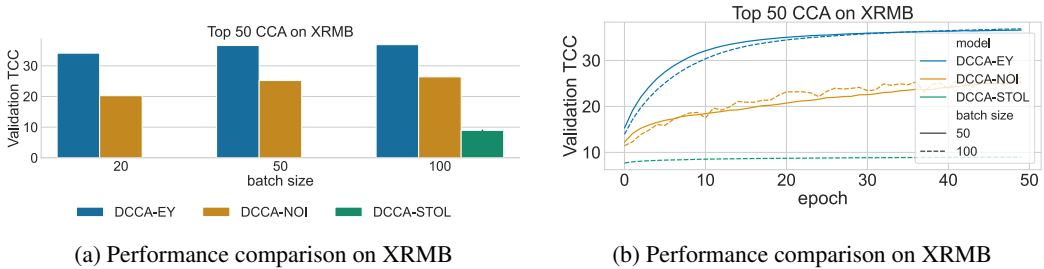 Top 50 CCA on XRMB
Validation TCC
30
20
10
0
20
50
100
batch size
DCCA-EY
DCCA-NOI
DCCA-STOL
(a) Performance comparison on XRMB
Top 50 CCA on XRMB
Validation TCC
30
20
10
0
10
20
30
40
50
epoch
model
DCCA-EY
DCCA-NOI
DCCA-STOL
batch size
50
100
(b) Performance comparison on XRMB